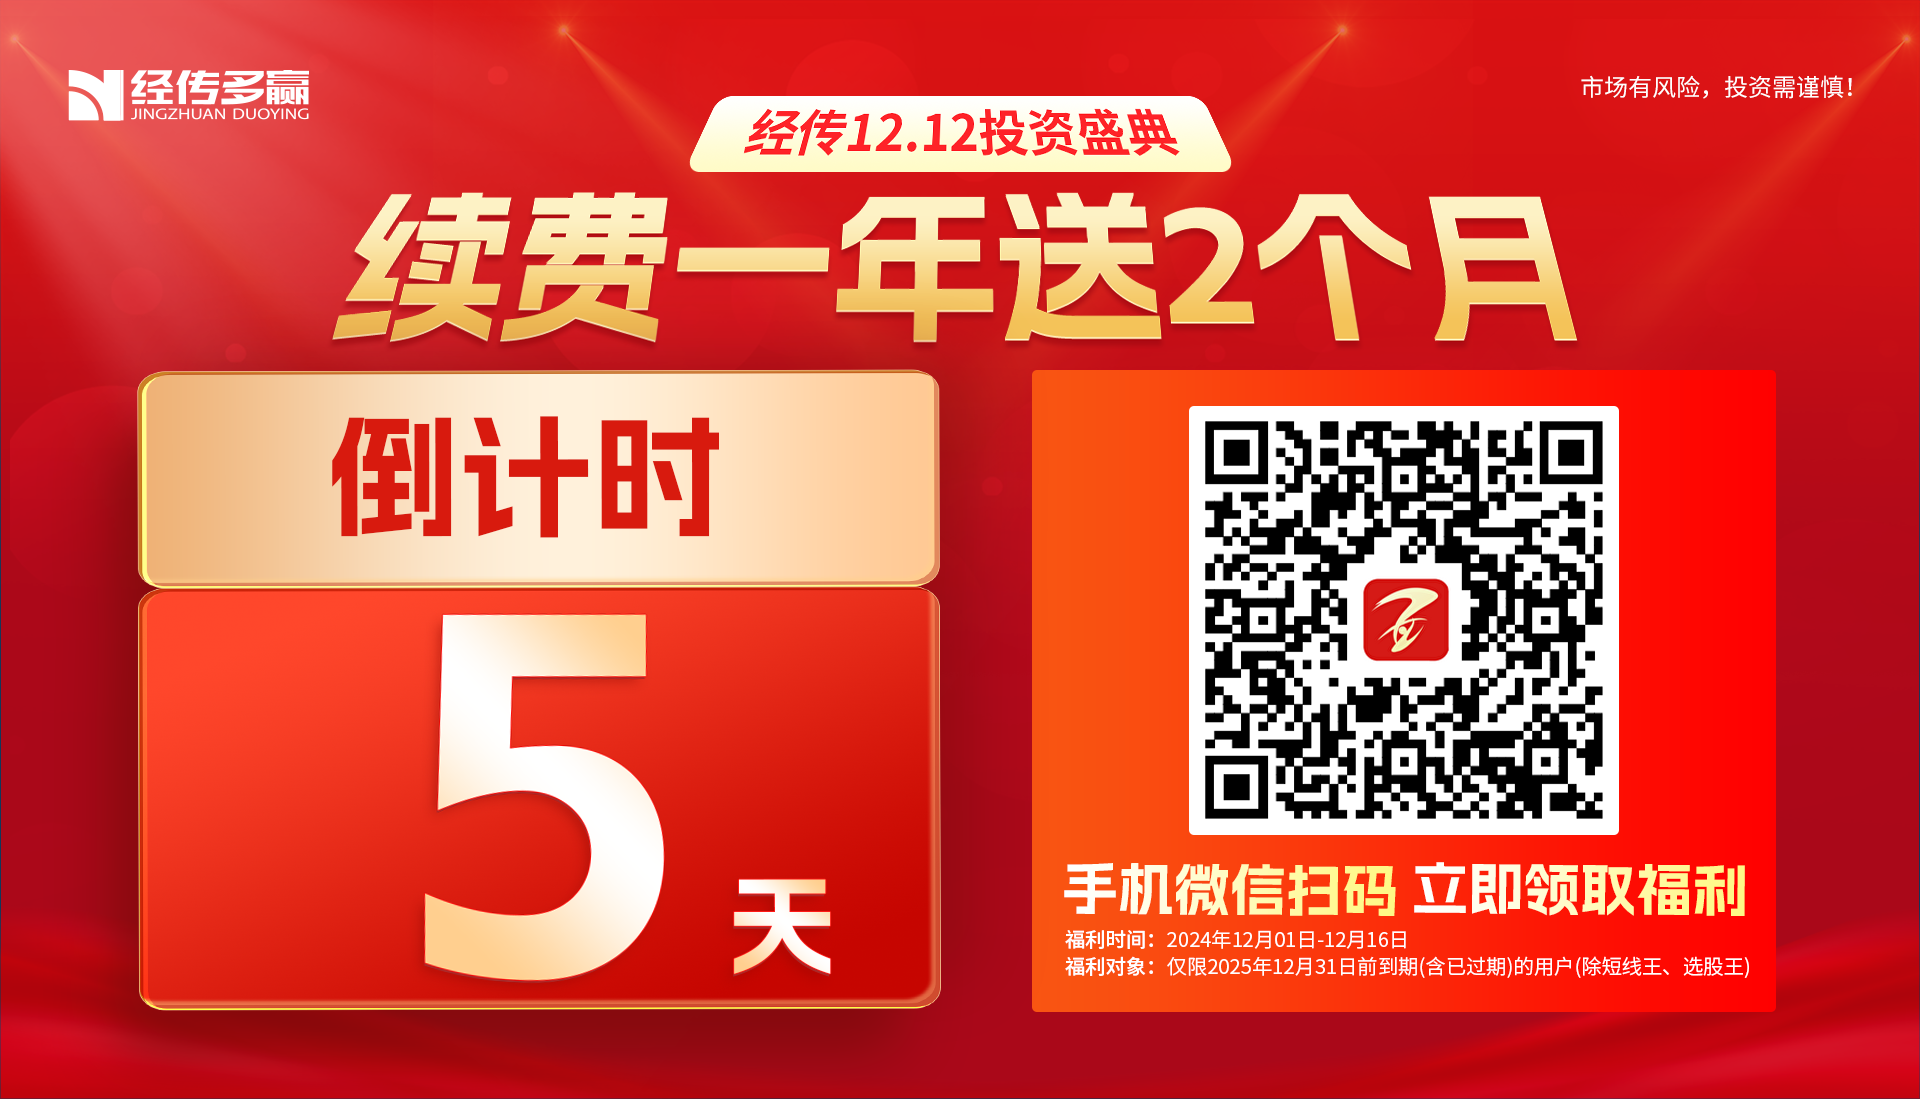 经传多赢
JINGZHUAN DUOYING
市场有风险，投资需谨慎！
经传12.12投资盛典
续费一年送2个月
倒计时
5天
手机微信扫码 立即领取福利
福利时间：2024年12月01日-12月16日
福利对象：仅限2025年12月31日前到期(含已过期)的用户(除短线王、选股王)